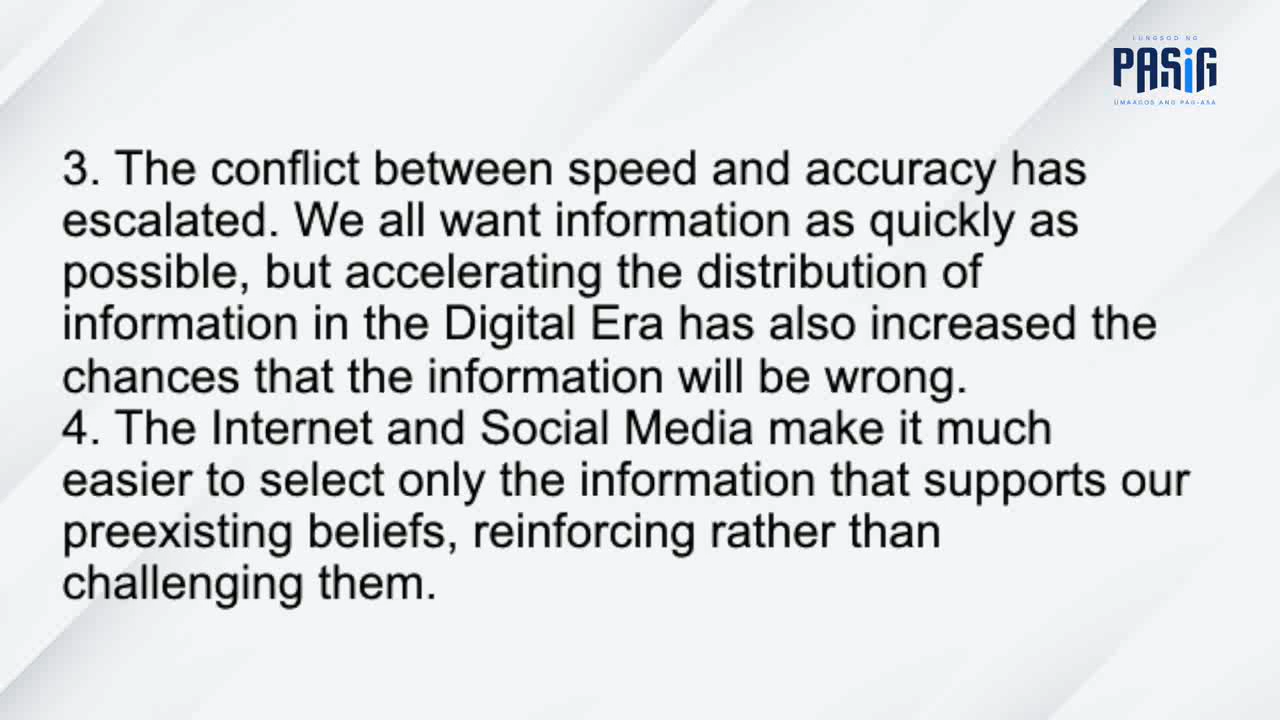 LUNGSOD NG
PASiG
UMAAGOS ANG PAG-ASA
3. The conflict between speed and accuracy has
escalated. We all want information as quickly as
possible, but accelerating the distribution of
information in the Digital Era has also increased the
chances that the information will be wrong.
4. The Internet and Social Media make it much
easier to select only the information that supports our
preexisting beliefs, reinforcing rather than
challenging them.